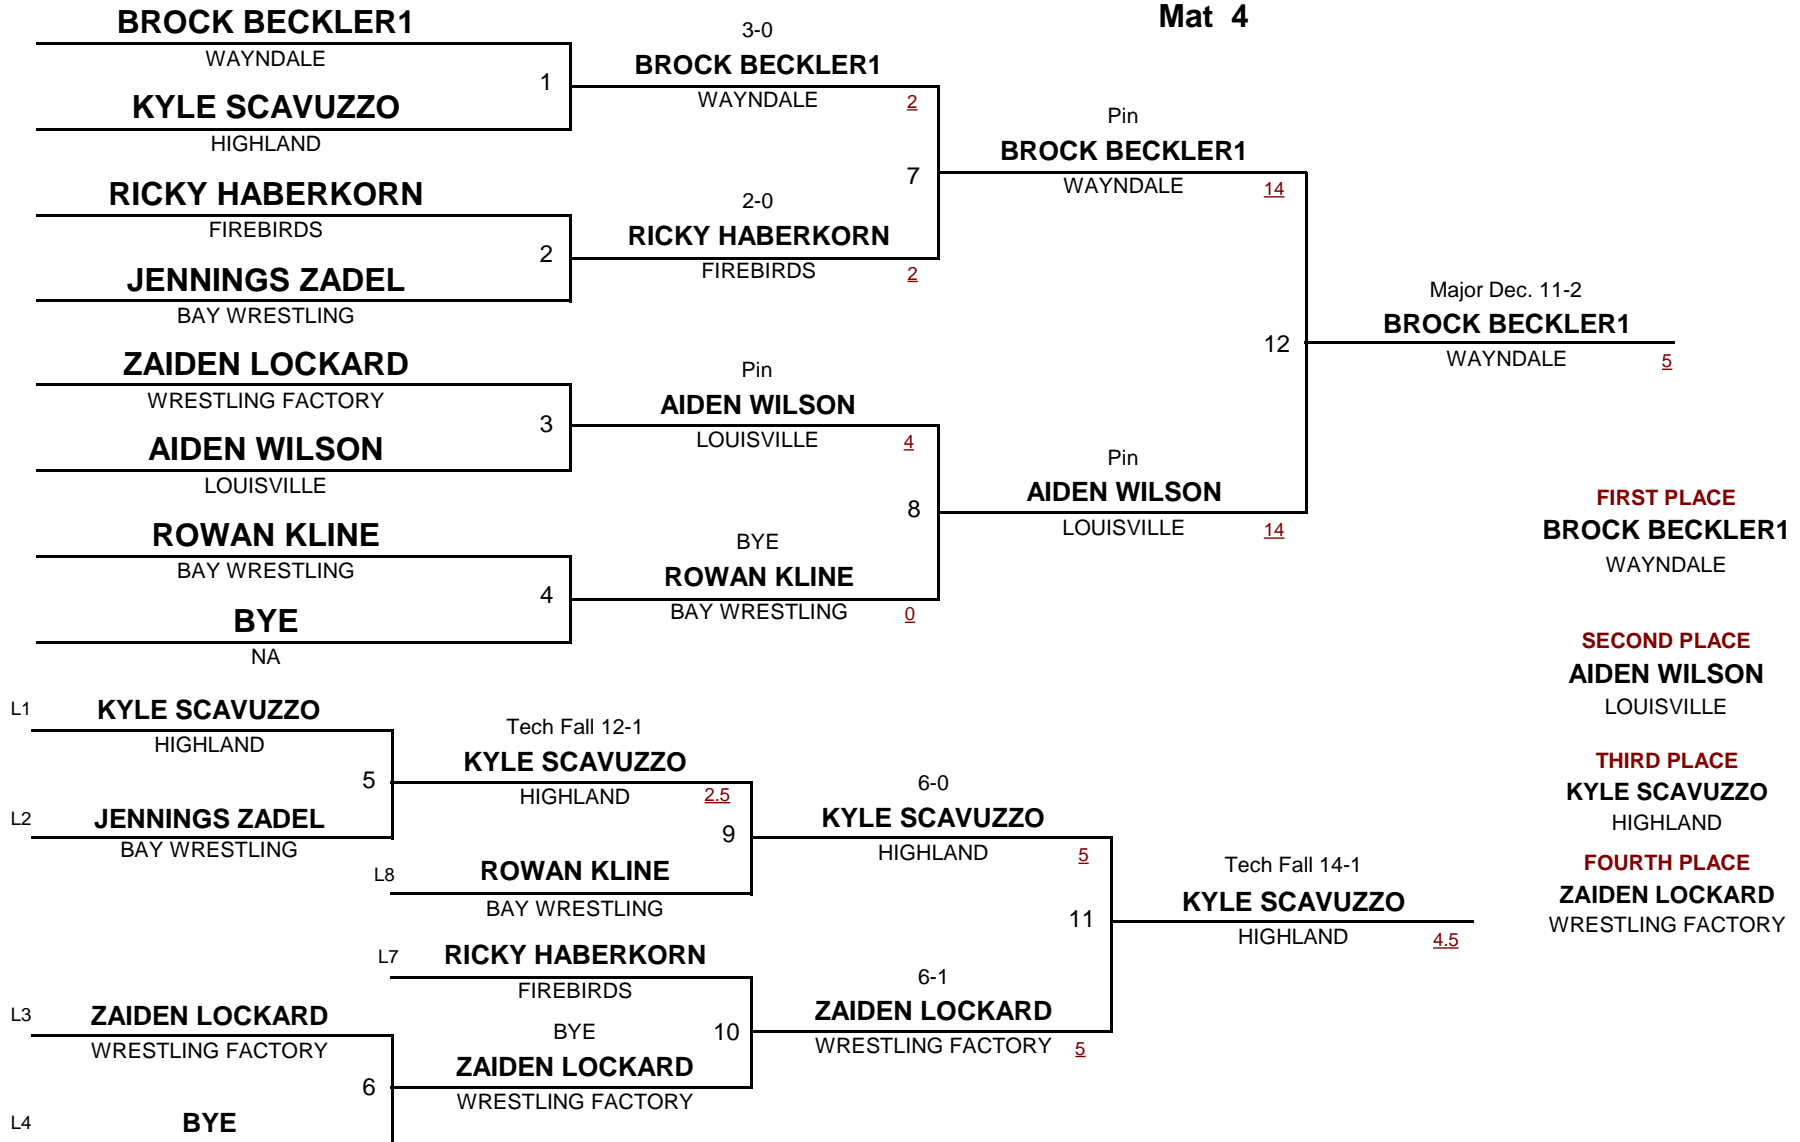 Mat 4
BROCK BECKLER1
WAYNDALE
1
KYLE SCAVUZZO
HIGHLAND
RICKY HABERKORN
FIREBIRDS
2
JENNINGS ZADEL
BAY WRESTLING
ZAIDEN LOCKARD
WRESTLING FACTORY
3
AIDEN WILSON
LOUISVILLE
ROWAN KLINE
BAY WRESTLING
4
BYE
NA
3-0
BROCK BECKLER1
WAYNDALE 2
7
2-0
RICKY HABERKORN
FIREBIRDS 2
Pin
AIDEN WILSON
LOUISVILLE 4
8
BYE
ROWAN KLINE
BAY WRESTLING 0
Pin
BROCK BECKLER1
WAYNDALE 14
12
Pin
AIDEN WILSON
LOUISVILLE 14
Major Dec. 11-2
BROCK BECKLER1
WAYNDALE 5
FIRST PLACE
BROCK BECKLER1
WAYNDALE
SECOND PLACE
AIDEN WILSON
LOUISVILLE
THIRD PLACE
KYLE SCAVUZZO
HIGHLAND
FOURTH PLACE
ZAIDEN LOCKARD
WRESTLING FACTORY
L1 KYLE SCAVUZZO
HIGHLAND
5
L2 JENNINGS ZADEL
BAY WRESTLING
Tech Fall 12-1
KYLE SCAVUZZO
HIGHLAND 2.5
9
L8 ROWAN KLINE
BAY WRESTLING
L7 RICKY HABERKORN
FIREBIRDS
L3 ZAIDEN LOCKARD
WRESTLING FACTORY
6
L4 BYE
BYE
10
ZAIDEN LOCKARD
WRESTLING FACTORY
6-0
KYLE SCAVUZZO
HIGHLAND 5
11
6-1
ZAIDEN LOCKARD
WRESTLING FACTORY 5
Tech Fall 14-1
KYLE SCAVUZZO
HIGHLAND 4.5